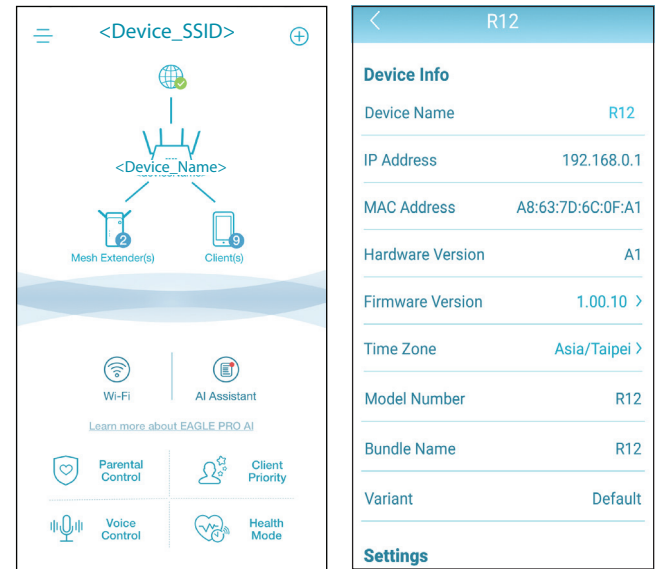 <Device_SSID>
<Device_Name>
2
9
Mesh Extender(s)
Client(s)
Wi-Fi
AI Assistant
Learn more about EAGLE PRO AI
Parental
Control
Client
Priority
Voice
Control
Health
Mode
R12
Device Info
Device Name R12
IP Address 192.168.0.1
MAC Address A8:63:7D:6C:0F:A1
Hardware Version A1
Firmware Version 1.00.10 >
Time Zone Asia/Taipei >
Model Number R12
Bundle Name R12
Variant Default
Settings